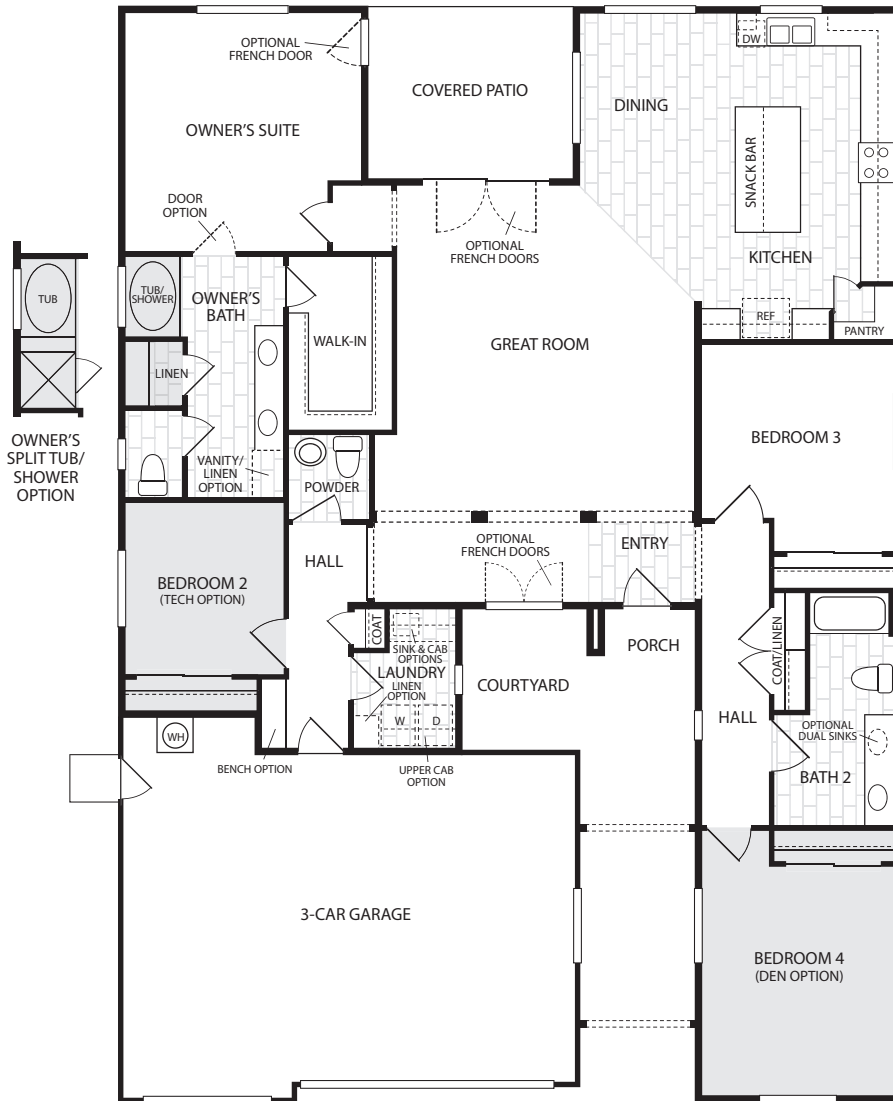 OPTIONAL
FRENCH DOOR
COVERED PATIO
DW
DINING
OWNER'S SUITE
SNACK BAR
DOOR
OPTION
OPTIONAL
FRENCH DOORS
KITCHEN
TUB
TUB/
SHOWER
OWNER'S
BATH
REF
PANTRY
WALK-IN
GREAT ROOM
LINEN
OWNER'S
SPLIT TUB/
SHOWER
OPTION
BEDROOM 3
VANITY/
LINEN
OPTION
POWDER
OPTIONAL
FRENCH DOORS
ENTRY
HALL
BEDROOM 2
(TECH OPTION)
COAT
SINK & CAB
OPTIONS
LAUNDRY
LINEN
OPTION
PORCH
COAT/LINEN
COURTYARD
W
D
HALL
OPTIONAL
DUAL SINKS
WH
BENCH OPTION
UPPER CAB
OPTION
BATH 2
3-CAR GARAGE
BEDROOM 4
(DEN OPTION)